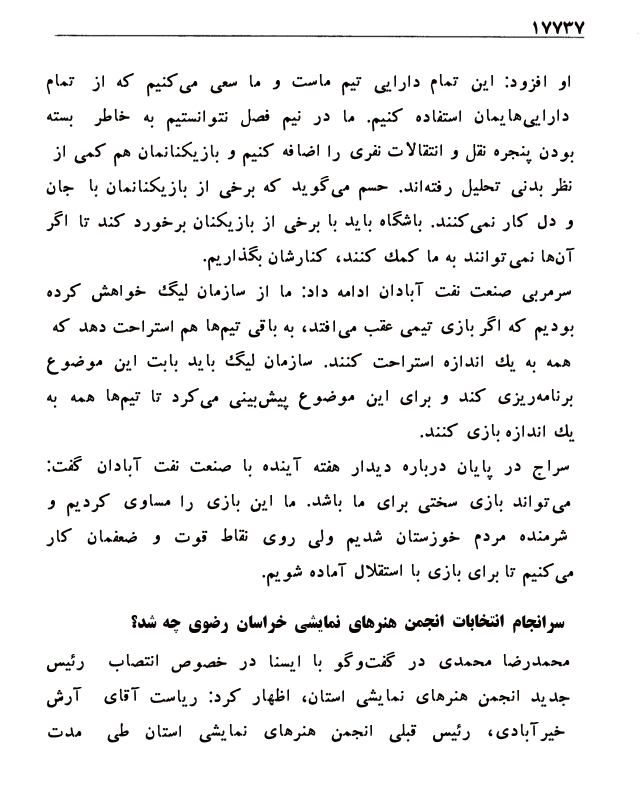 ۱۷۷۳۷
او افزود: این تمام دارایی تیم ماست و ما سعی می‌کنیم که از تمام
دارایی‌هایمان استفاده کنیم. ما در نیم فصل نتوانستیم به خاطر بسته
بودن پنجره نقل و انتقالات نفری را اضافه کنیم و بازیکنانمان هم کمی از
نظر بدنی تحلیل رفته‌اند. حسم می‌گوید که برخی از بازیکنانمان با جان
و دل کار نمی‌کنند. باشگاه باید با برخی از بازیکنان برخورد کند تا اگر
آن‌ها نمی‌توانند به ما کمک کنند، کنارشان بگذاریم.
سرمربی صنعت نفت آبادان ادامه داد: ما از سازمان لیگ خواهش کرده
بودیم که اگر بازی تیمی عقب می‌افتد، به باقی تیم‌ها هم استراحت دهد که
همه به یک اندازه استراحت کنند. سازمان لیگ باید بابت این موضوع
برنامه‌ریزی کند و برای این موضوع پیش‌بینی می‌کرد تا تیم‌ها همه به
یک اندازه بازی کنند.
سراج در پایان درباره دیدار هفته آینده با صنعت نفت آبادان گفت:
می‌تواند بازی سختی برای ما باشد. ما این بازی را مساوی کردیم و
شرمنده مردم خوزستان شدیم ولی روی نقاط قوت و ضعفمان کار
می‌کنیم تا برای بازی با استقلال آماده شویم.
سرانجام انتخابات انجمن هنرهای نمایشی خراسان رضوی چه شد؟
محمدرضا محمدی در گفت‌وگو با ایسنا در خصوص انتصاب رئیس
جدید انجمن هنرهای نمایشی استان، اظهار کرد: ریاست آقای آرش
خیرآبادی، رئیس قبلی انجمن هنرهای نمایشی استان طی مدت